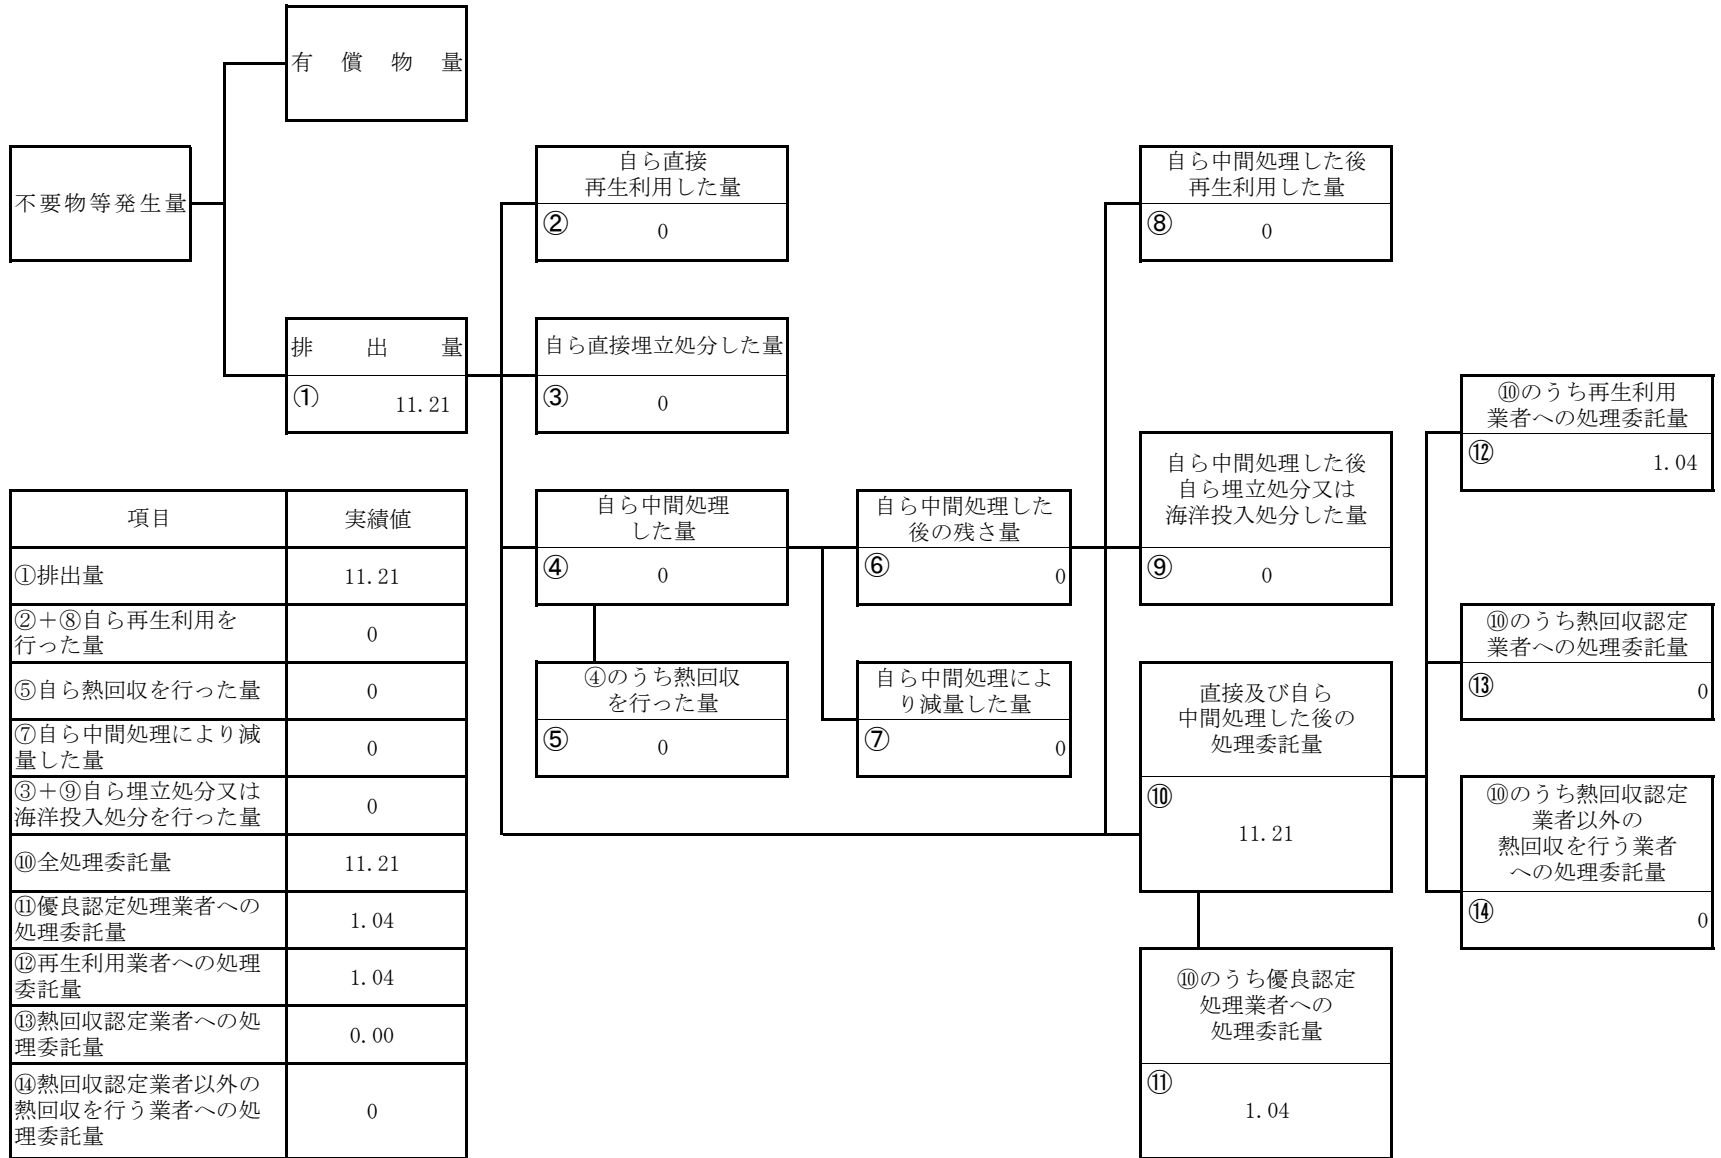 有償物量
不要物等発生量
排出量
① 11.21
自ら直接
再生利用した量
② 0
自ら直接埋立処分した量
③ 0
自ら中間処理
した量
④ 0
④のうち熱回収
を行った量
⑤ 0
自ら中間処理した
後の残さ量
⑥ 0
自ら中間処理によ
り減量した量
⑦ 0
自ら中間処理した後
再生利用した量
⑧ 0
自ら中間処理した後
自ら埋立処分又は
海洋投入処分した量
⑨ 0
直接及び自ら
中間処理した後の
処理委託量
⑩
11.21
⑩のうち優良認定
処理業者への
処理委託量
⑪
1.04
⑩のうち再生利用
業者への処理委託量
⑫ 1.04
⑩のうち熱回収認定
業者への処理委託量
⑬ 0
⑩のうち熱回収認定
業者以外の
熱回収を行う業者
への処理委託量
⑭ 0
項目 実績値
①排出量 11.21
②＋⑧自ら再生利用を
行った量 0
⑤自ら熱回収を行った量 0
⑦自ら中間処理により減
量した量 0
③＋⑨自ら埋立処分又は
海洋投入処分を行った量 0
⑩全処理委託量 11.21
⑪優良認定処理業者への
処理委託量 1.04
⑫再生利用業者への処理
委託量 1.04
⑬熱回収認定業者への処
理委託量 0.00
⑭熱回収認定業者以外の
熱回収を行う業者への処
理委託量 0